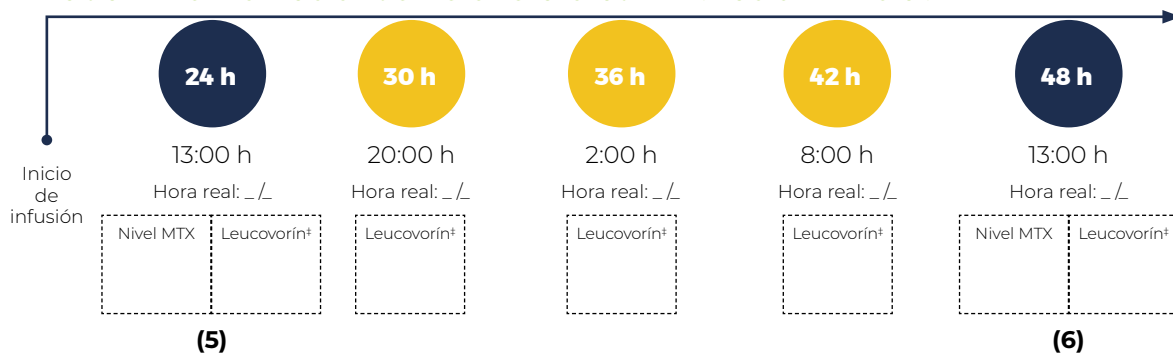 24 h
30 h
36 h
42 h
48 h
Inicio
de
infusión
13:00 h
20:00 h
2:00 h
8:00 h
13:00 h
Hora real: _ /_
Hora real: _ /_
Hora real: _ /_
Hora real: _ /_
Hora real: _ /_
Nivel MTX
Leucovorín‡
Leucovorín‡
Leucovorín‡
Leucovorín‡
Nivel MTX
Leucovorín‡
(5)
(6)